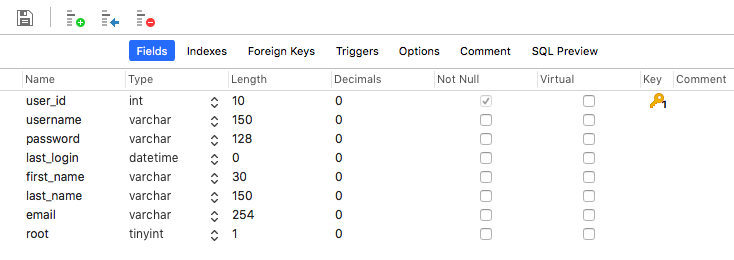 Fields Indexes Foreign Keys Triggers Options Comment SQL Preview
Name Type Length Decimals Not Null Virtual Key Comment
user_id int 10 0 1
username varchar 150 0
password varchar 128 0
last_login datetime 0 0
first_name varchar 30 0
last_name varchar 150 0
email varchar 254 0
root tinyint 1 0